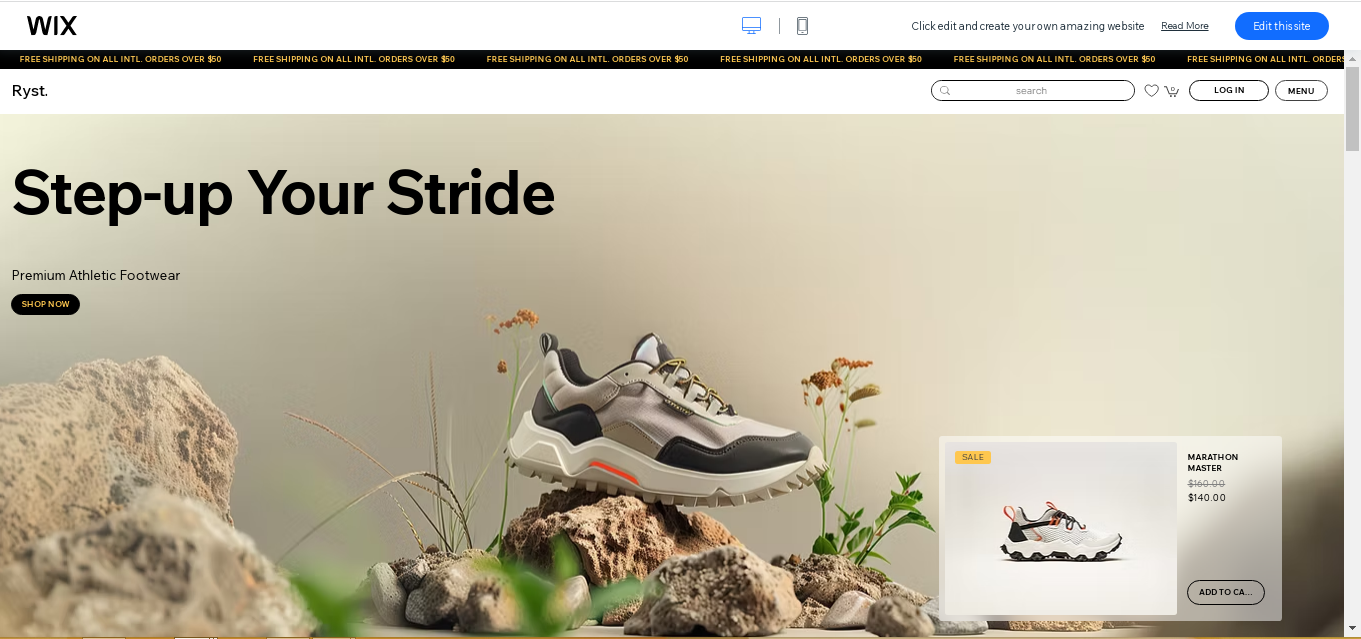 WIX
Click edit and create your own amazing website Read More Edit this site
FREE SHIPPING ON ALL INTL. ORDERS OVER $50 FREE SHIPPING ON ALL INTL. ORDERS OVER $50 FREE SHIPPING ON ALL INTL. ORDERS OVER $50 FREE SHIPPING ON ALL INTL. ORDERS OVER $50 FREE SHIPPING ON ALL INTL. ORDERS OVER $50 FREE SHIPPING ON ALL INTL. ORDERS
Ryst. search 0 LOG IN MENU
Step-up Your Stride
Premium Athletic Footwear
SHOP NOW
SALE
MARATHON
MASTER
$160.00
$140.00
ADD TO CA...